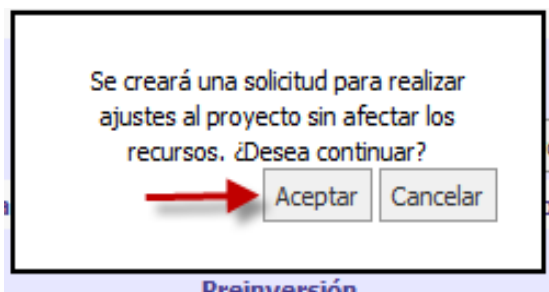 Se creará una solicitud para realizar
ajustes al proyecto sin afectar los
recursos. ¿Desea continuar?
Aceptar Cancelar
Preinversión